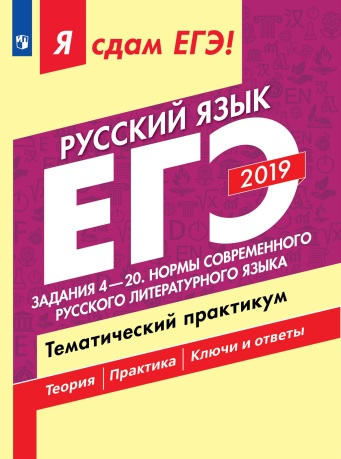 Я сдам ЕГЭ!
РУССКИЙ ЯЗЫК
ЕГЭ
2019
ЗАДАНИЯ 4—20. НОРМЫ СОВРЕМЕННОГО
РУССКОГО ЛИТЕРАТУРНОГО ЯЗЫКА
Тематический практикум
Теория | Практика | Ключи и ответы